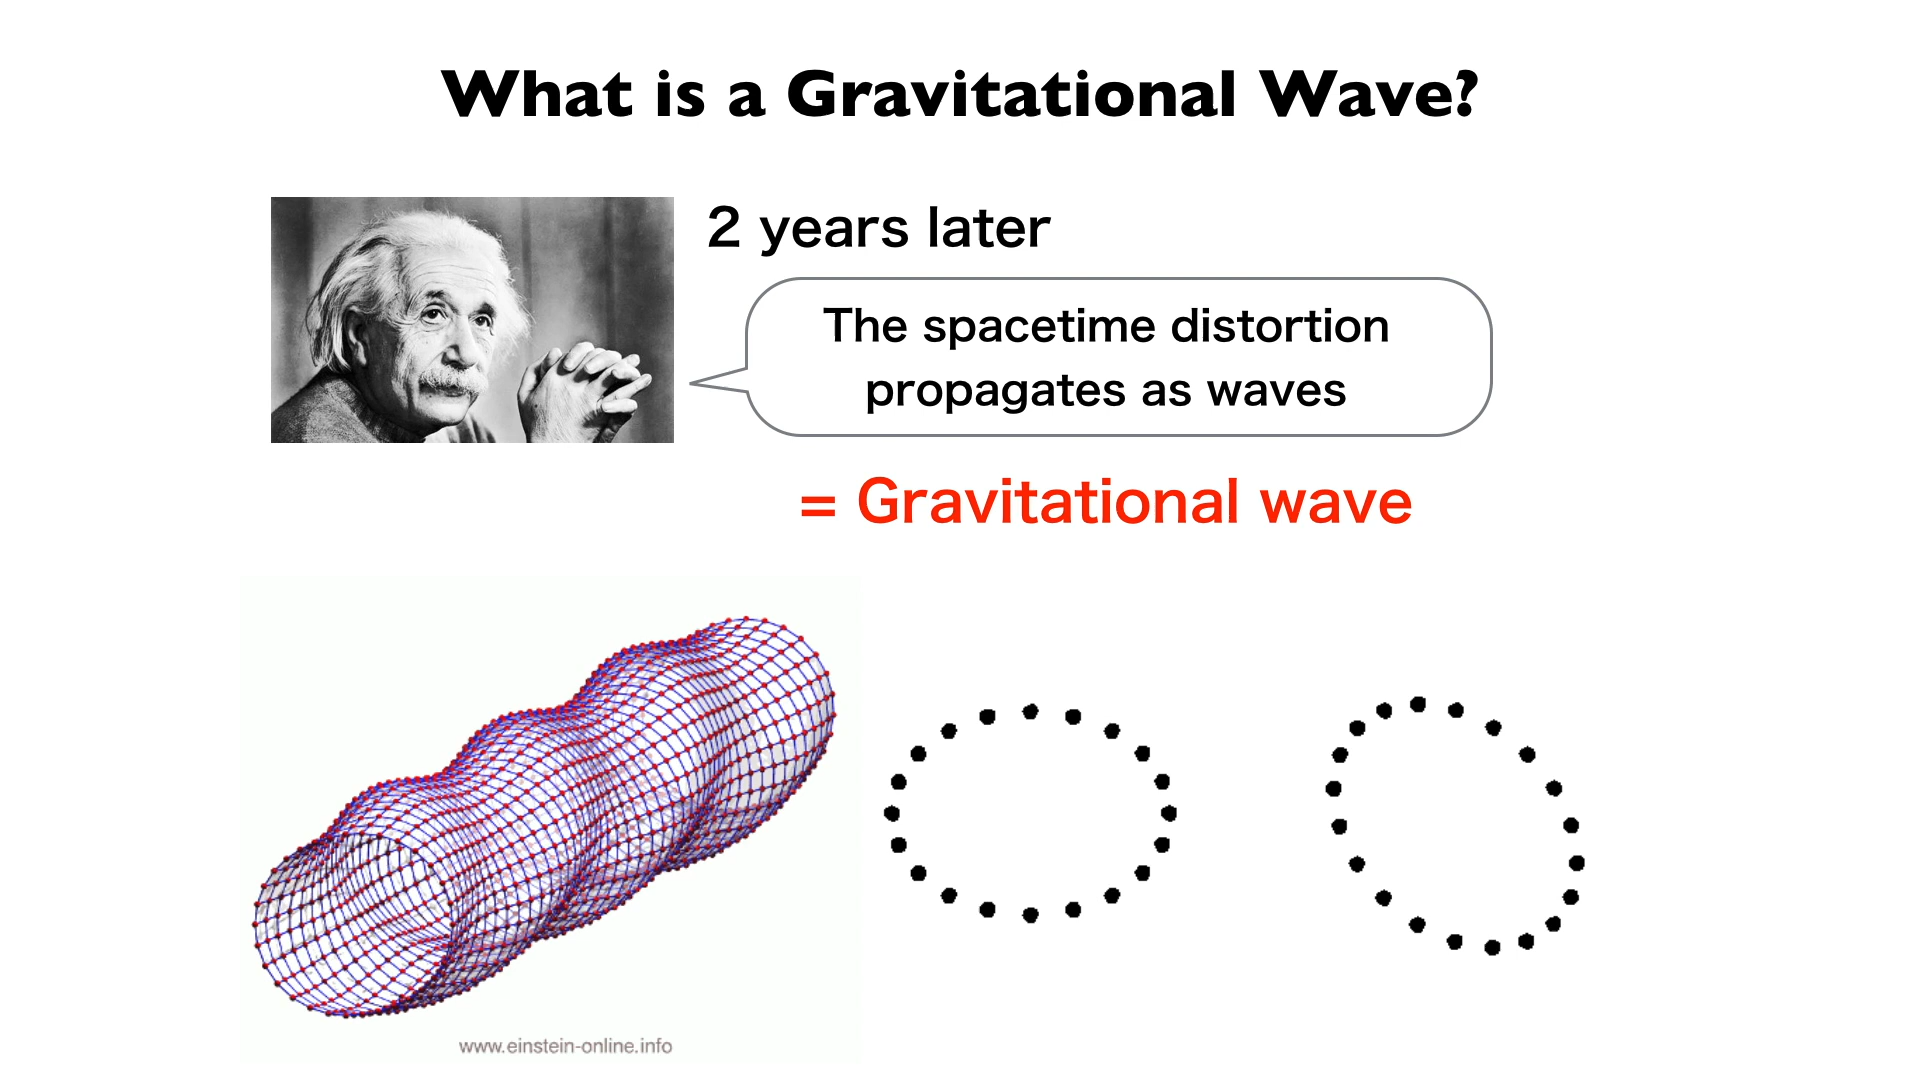 What is a Gravitational Wave?
2 years later
The spacetime distortion
propagates as waves
= Gravitational wave
www.einstein-online.info